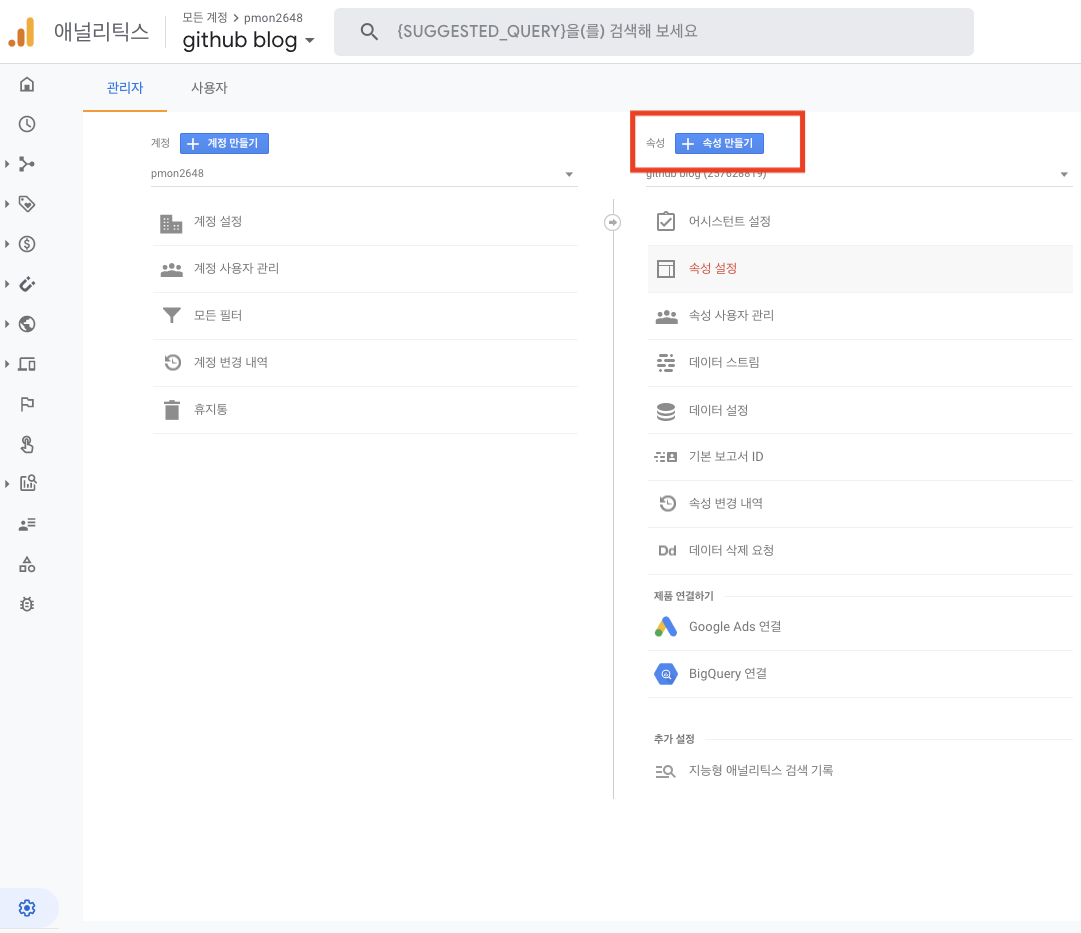 애널리틱스
모든 계정 > pmon2648
github blog
{SUGGESTED_QUERY}을(를) 검색해 보세요
관리자
사용자
계정
계정 만들기
pmon2648
계정 설정
계정 사용자 관리
모든 필터
계정 변경 내역
휴지통
속성
속성 만들기
github blog (257628819)
어시스턴트 설정
속성 설정
속성 사용자 관리
데이터 스트림
데이터 설정
기본 보고서 ID
속성 변경 내역
Dd 데이터 삭제 요청
제품 연결하기
Google Ads 연결
BigQuery 연결
추가 설정
지능형 애널리틱스 검색 기록